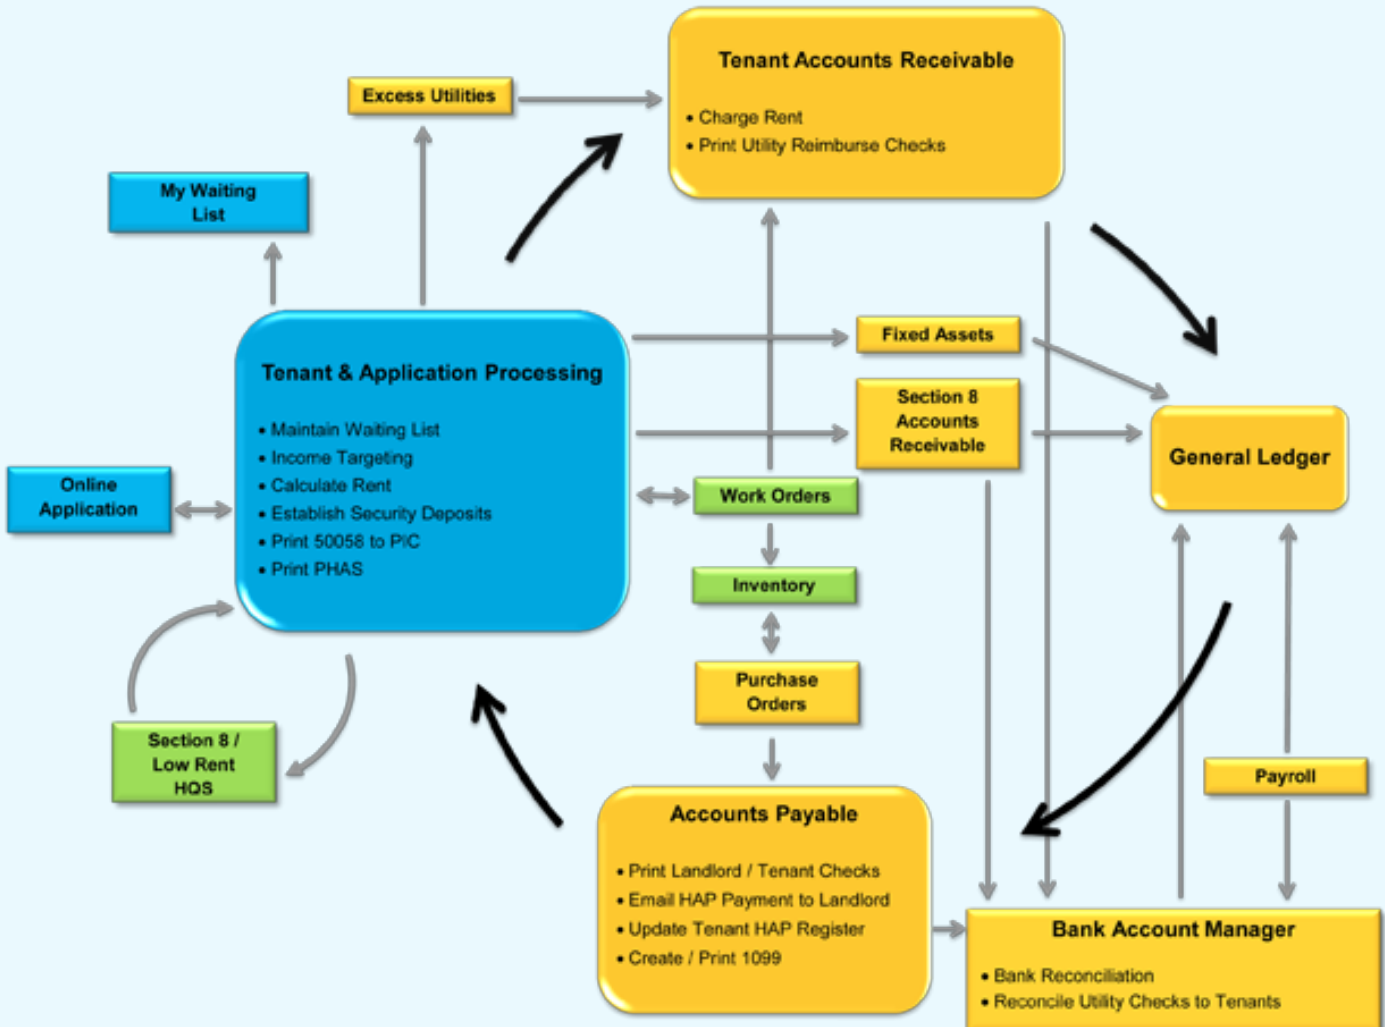 Tenant Accounts Receivable
• Charge Rent
• Print Utility Reimburse Checks
Excess Utilities
My Waiting
List
Tenant & Application Processing
• Maintain Waiting List
• Income Targeting
• Calculate Rent
• Establish Security Deposits
• Print 50058 to PIC
• Print PHAS
Fixed Assets
Section 8
Accounts
Receivable
General Ledger
Online
Application
Work Orders
Inventory
Purchase
Orders
Section 8 /
Low Rent
HQS
Payroll
Accounts Payable
• Print Landlord / Tenant Checks
• Email HAP Payment to Landlord
• Update Tenant HAP Register
• Create / Print 1099
Bank Account Manager
• Bank Reconciliation
• Reconcile Utility Checks to Tenants